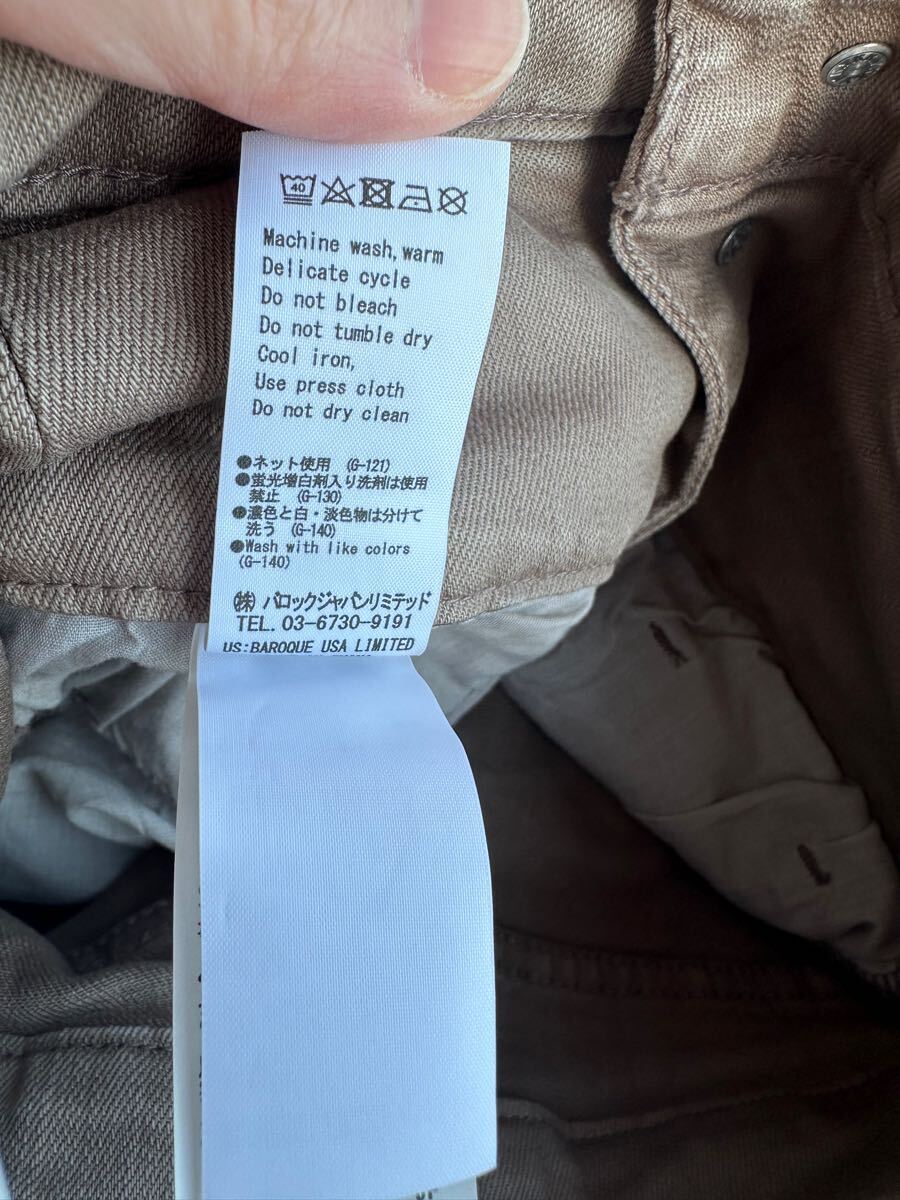 40
Machine wash, warm
Delicate cycle
Do not bleach
Do not tumble dry
Cool iron,
Use press cloth
Do not dry clean
●ネット使用 (G-121)
●蛍光増白剤入り洗剤は使用
禁止 (G-130)
●濃色と白・淡色物は分けて
洗う (G-140)
●Wash with like colors
(G-140)
㈱ バロックジャパンリミテッド
TEL. 03-6730-9191
US:BAROQUE USA LIMITED